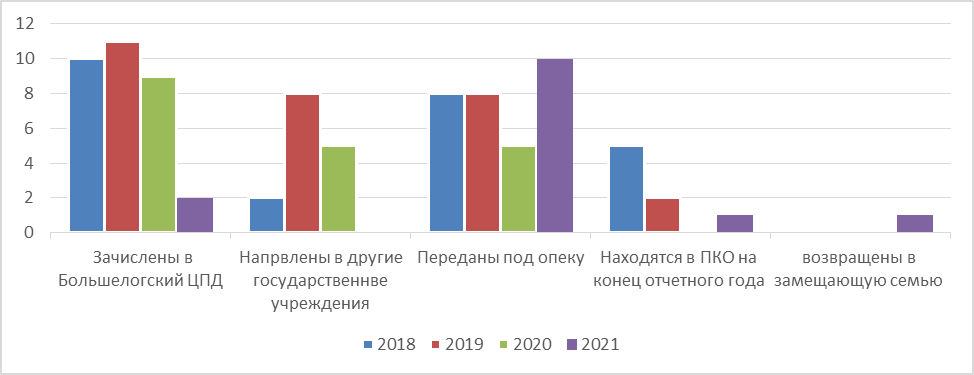 12
10
8
6
4
2
0
Зачислены в
Большелогский ЦПД
Напрвлены в другие
государственнве
учреждения
Переданы под опеку
Находятся в ПКО на
конец отчетного года
возвращены в
замещающую семью
2018 2019 2020 2021